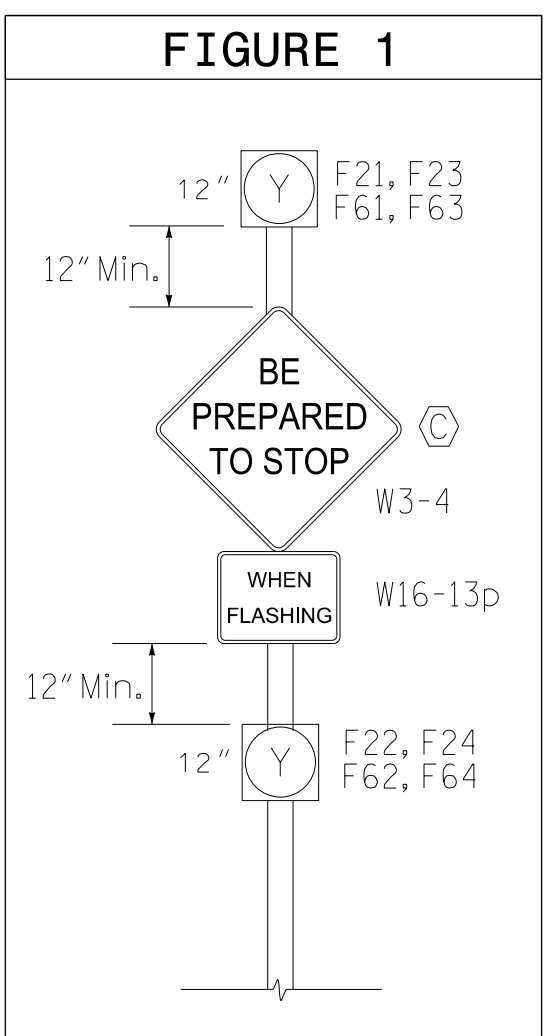 FIGURE 1
12" Y F21, F23
F61, F63
12" Min.
BE
PREPARED
TO STOP
C
W3-4
WHEN
FLASHING
W16-13p
12" Min.
12" Y F22, F24
F62, F64